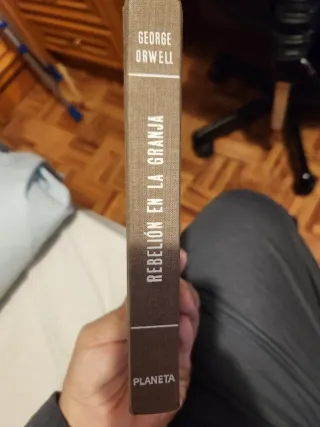 GEORGE
ORWELL
REBELIÓN EN LA GRANJA
PLANETA